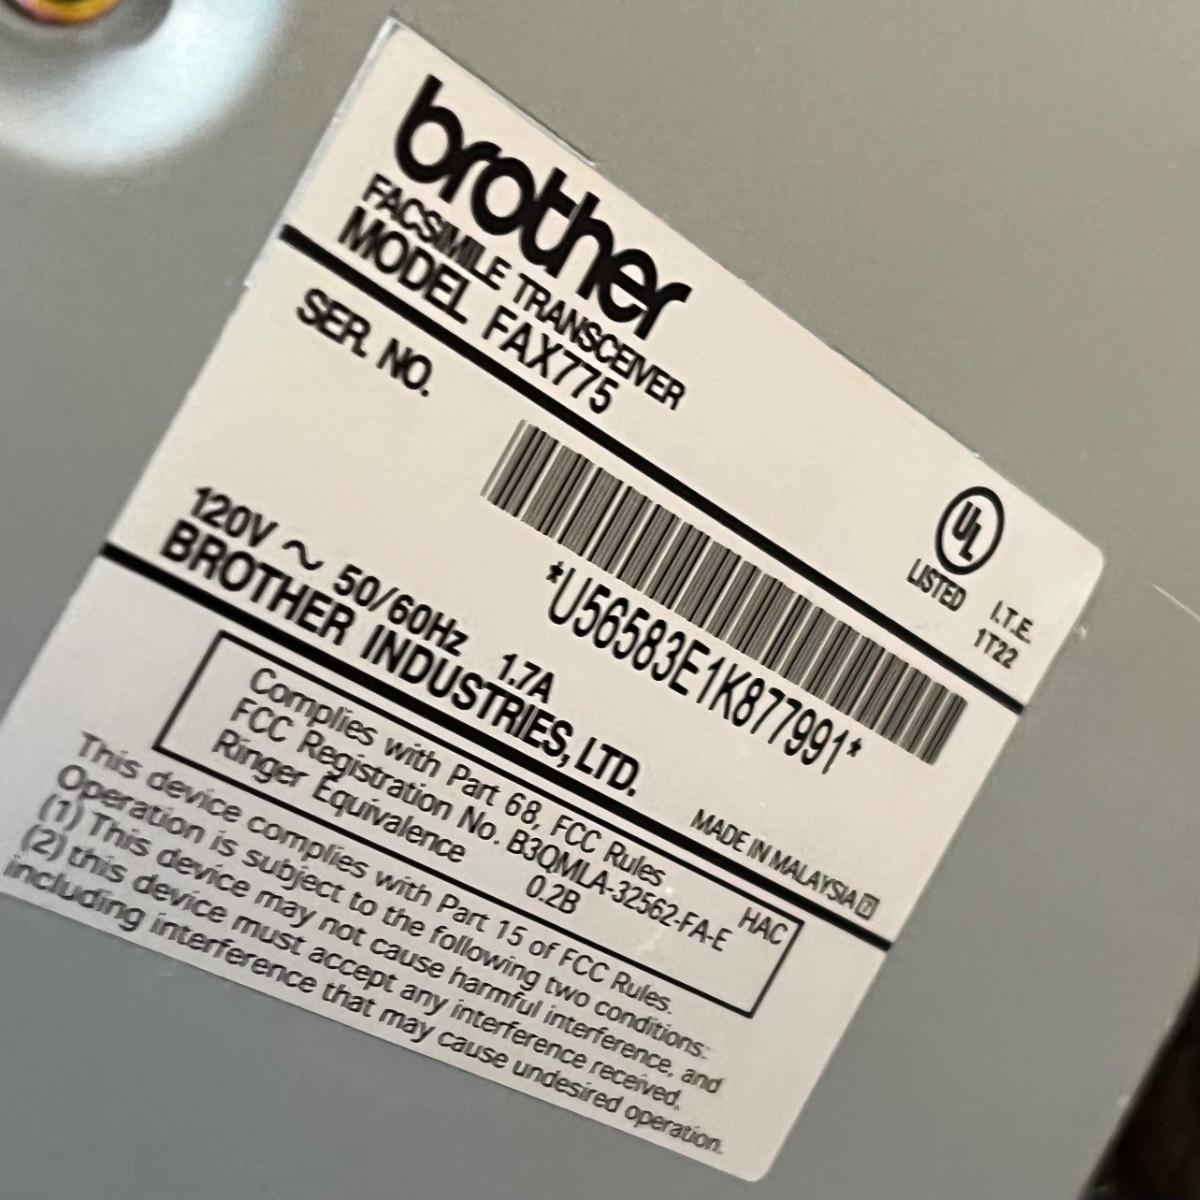 brother
FACSIMILE TRANSCEIVER
MODEL FAX775
UL
LISTED
I.T.E.
1T22
SER. NO.
*U56583E1K877991*
120V ~ 50/60Hz 1.7A
BROTHER INDUSTRIES, LTD.
MADE IN MALAYSIA
Complies with Part 68, FCC Rules
FCC Registration No. B3QMLA-32562-FA-E
Ringer Equivalence 0.2B
HAC
This device complies with Part 15 of FCC Rules.
Operation is subject to the following two conditions:
(1) This device may not cause harmful interference, and
(2) this device must accept any interference received,
including interference that may cause undesired operation.